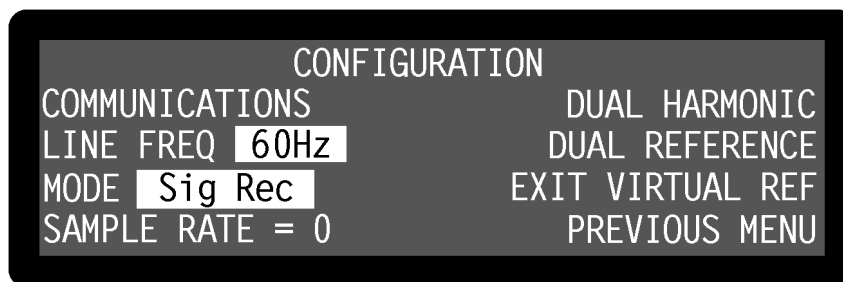 CONFIGURATION
COMMUNICATIONS DUAL HARMONIC
LINE FREQ 60Hz DUAL REFERENCE
MODE Sig Rec EXIT VIRTUAL REF
SAMPLE RATE = 0 PREVIOUS MENU